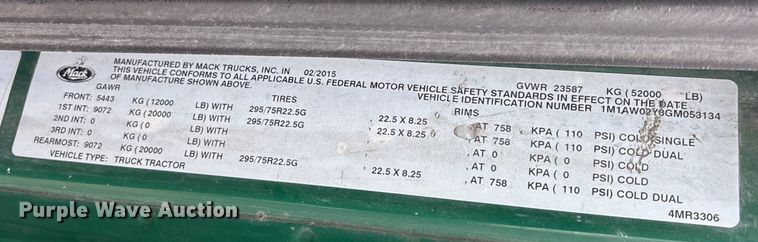 Mack
MANUFACTURED BY MACK TRUCKS, INC. IN 02/2015 GVWR 23587 KG (52000 LB)
THIS VEHICLE CONFORMS TO ALL APPLICABLE U.S. FEDERAL MOTOR VEHICLE SAFETY STANDARDS IN EFFECT ON THE DATE
OF MANUFACTURE SHOWN ABOVE. VEHICLE IDENTIFICATION NUMBER 1M1AW02Y8GM053134
GAWR TIRES RIMS
FRONT: 5443 KG (12000 LB) WITH 295/75R22.5G 22.5 X 8.25 , AT 758 KPA (110 PSI) COLD SINGLE
1ST INT: 9072 KG (20000 LB) WITH 295/75R22.5G 22.5 X 8.25 , AT 758 KPA (110 PSI) COLD DUAL
2ND INT: 0 KG (0 LB) WITH , AT 0 KPA (0 PSI) COLD
3RD INT: 0 KG (0 LB) WITH , AT 0 KPA (0 PSI) COLD
REARMOST: 9072 KG (20000 LB) WITH 295/75R22.5G 22.5 X 8.25 , AT 758 KPA (110 PSI) COLD DUAL
VEHICLE TYPE: TRUCK TRACTOR
4MR3306
Purple Wave Auction